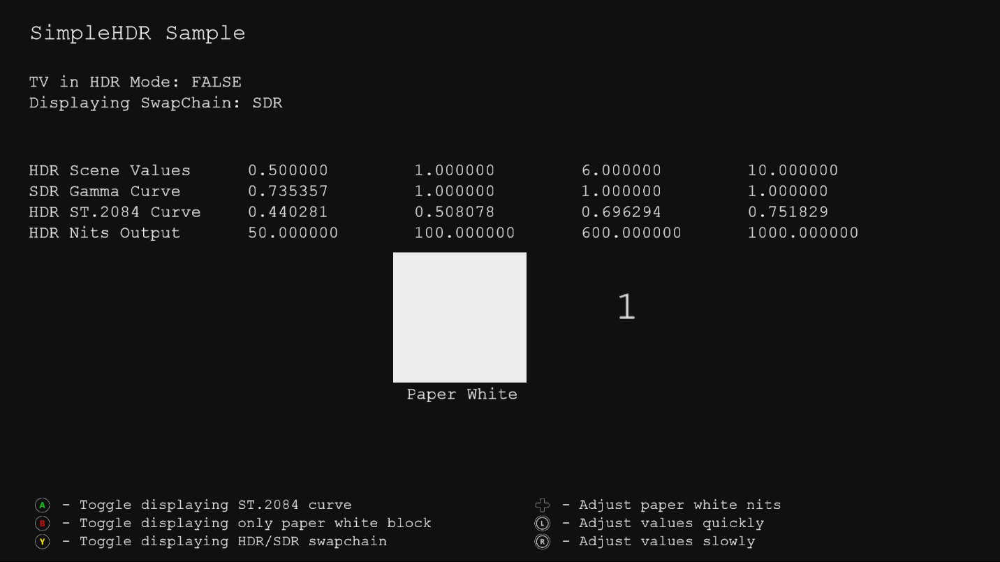 SimpleHDR Sample
TV in HDR Mode: FALSE
Displaying SwapChain: SDR
HDR Scene Values 0.500000 1.000000 6.000000 10.000000
SDR Gamma Curve 0.735357 1.000000 1.000000 1.000000
HDR ST.2084 Curve 0.440281 0.508078 0.696294 0.751829
HDR Nits Output 50.000000 100.000000 600.000000 1000.000000
1
Paper White
A - Toggle displaying ST.2084 curve
B - Toggle displaying only paper white block
Y - Toggle displaying HDR/SDR swapchain
- Adjust paper white nits
L - Adjust values quickly
R - Adjust values slowly